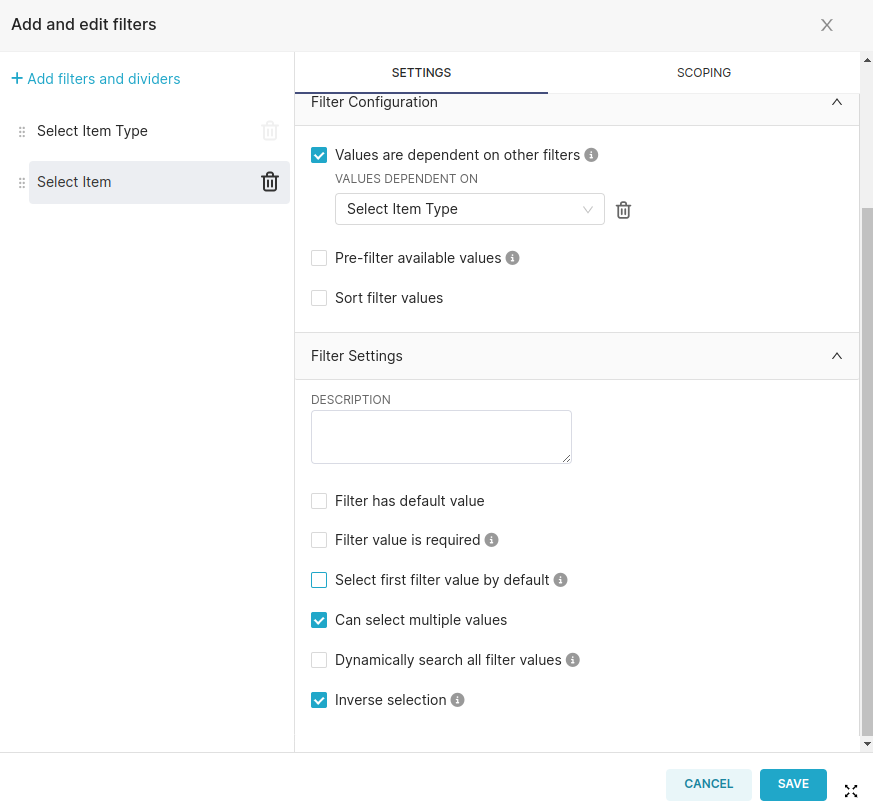 Add and edit filters
+ Add filters and dividers
Select Item Type
Select Item
SETTINGS
SCOPING
Filter Configuration
Values are dependent on other filters
VALUES DEPENDENT ON
Select Item Type
Pre-filter available values
Sort filter values
Filter Settings
DESCRIPTION
Filter has default value
Filter value is required
Select first filter value by default
Can select multiple values
Dynamically search all filter values
Inverse selection
CANCEL
SAVE